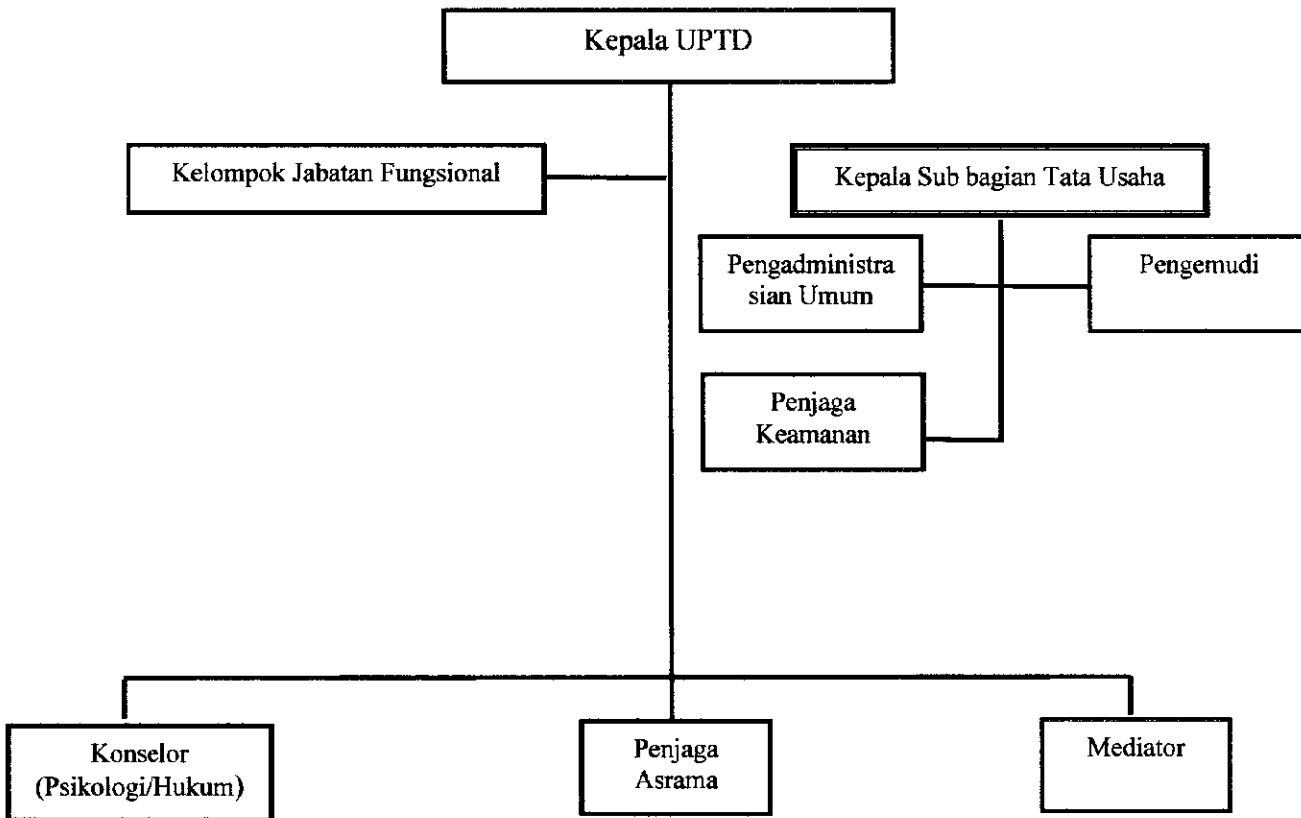 Kepala UPTD
Kelompok Jabatan Fungsional
Kepala Sub bagian Tata Usaha
Pengadministra
sian Umum
Pengemudi
Penjaga
Keamanan
Konselor
(Psikologi/Hukum)
Penjaga
Asrama
Mediator